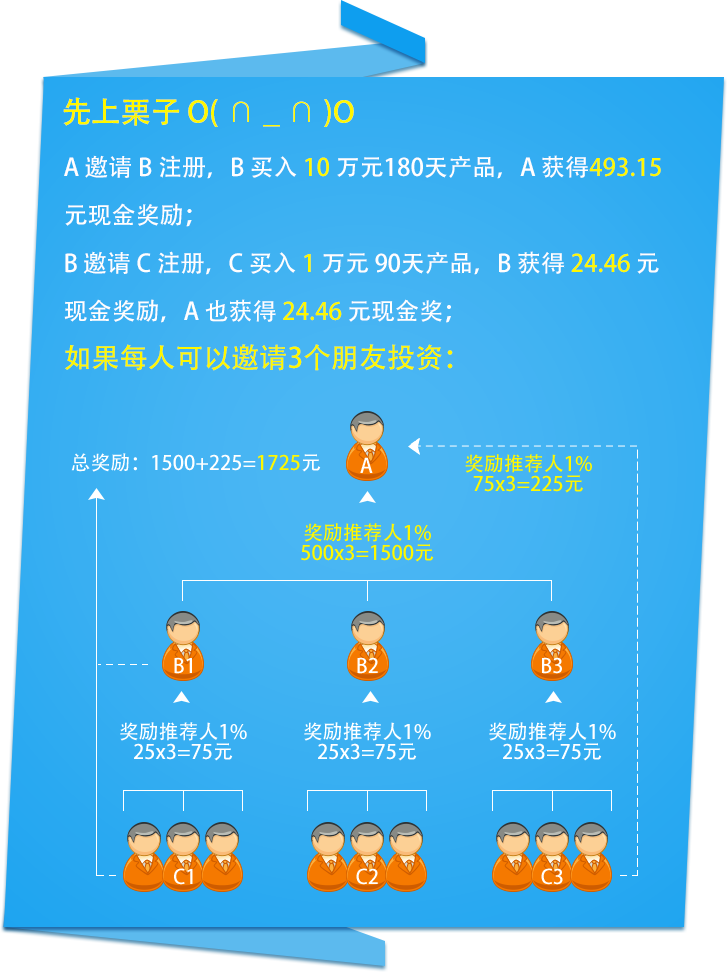 先上栗子 O( ∩ _ ∩ )O
A 邀请 B 注册，B 买入 10 万元180天产品，A 获得493.15
元现金奖励；
B 邀请 C 注册，C 买入 1 万元 90天产品，B 获得 24.46 元
现金奖励，A 也获得 24.46 元现金奖；
如果每人可以邀请3个朋友投资：
总奖励：1500+225=1725元
A
奖励推荐人1%
75x3=225元
奖励推荐人1%
500x3=1500元
B1
B2
B3
奖励推荐人1%
25x3=75元
奖励推荐人1%
25x3=75元
奖励推荐人1%
25x3=75元
C1
C2
C3